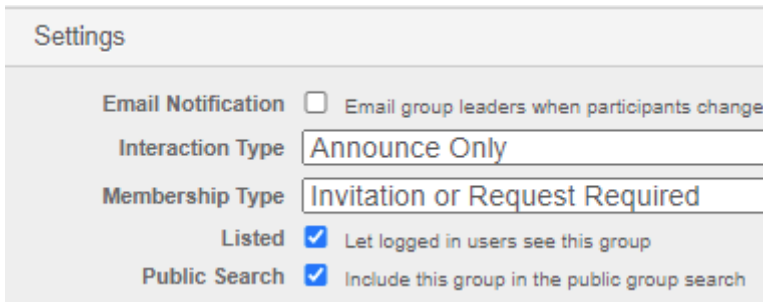 Settings
Email Notification Email group leaders when participants change
Interaction Type Announce Only
Membership Type Invitation or Request Required
Listed Let logged in users see this group
Public Search Include this group in the public group search